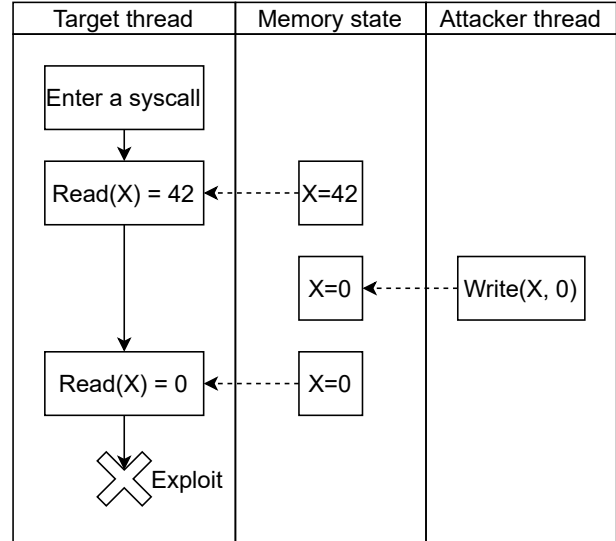 Target thread
Memory state
Attacker thread
Enter a syscall
Read(X) = 42
X=42
X=0
Write(X, 0)
Read(X) = 0
X=0
Exploit